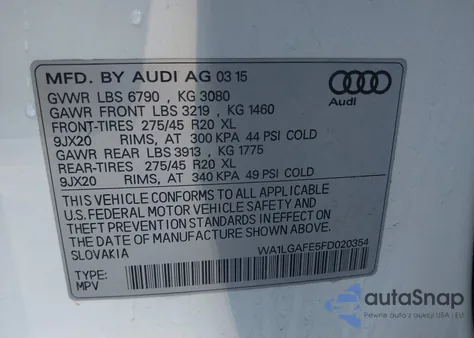 MFD. BY AUDI AG 03 15
GVWR LBS 6790 , KG 3080
GAWR FRONT LBS 3219 , KG 1460
FRONT-TIRES 275/45 R20 XL
9JX20 RIMS, AT 300 KPA 44 PSI COLD
GAWR REAR LBS 3913 , KG 1775
REAR-TIRES 275/45 R20 XL
9JX20 RIMS, AT 340 KPA 49 PSI COLD
Audi
THIS VEHICLE CONFORMS TO ALL APPLICABLE
U.S. FEDERAL MOTOR VEHICLE SAFETY AND
THEFT PREVENTION STANDARDS IN EFFECT ON
THE DATE OF MANUFACTURE SHOWN ABOVE.
SLOVAKIA WA1LGAFE5FD020354
TYPE:
MPV
autoSnap
Pewne auto z USA i EU